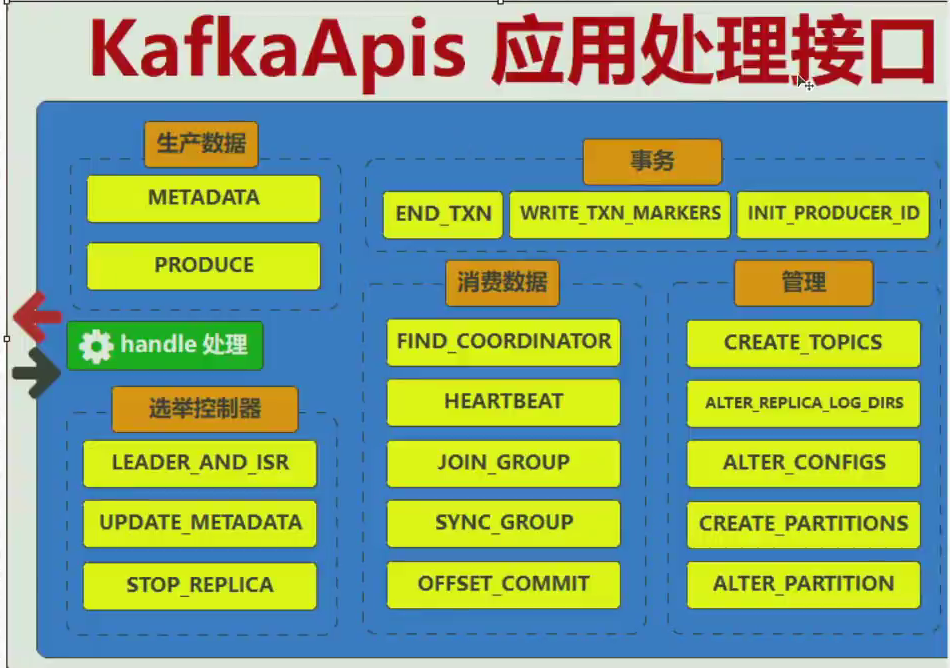 KafkaApis 应用处理接口
生产数据
METADATA
PRODUCE
事务
END_TXN
WRITE_TXN_MARKERS
INIT_PRODUCER_ID
handle 处理
选举控制器
LEADER_AND_ISR
UPDATE_METADATA
STOP_REPLICA
消费数据
FIND_COORDINATOR
HEARTBEAT
JOIN_GROUP
SYNC_GROUP
OFFSET_COMMIT
管理
CREATE_TOPICS
ALTER_REPLICA_LOG_DIRS
ALTER_CONFIGS
CREATE_PARTITIONS
ALTER_PARTITION